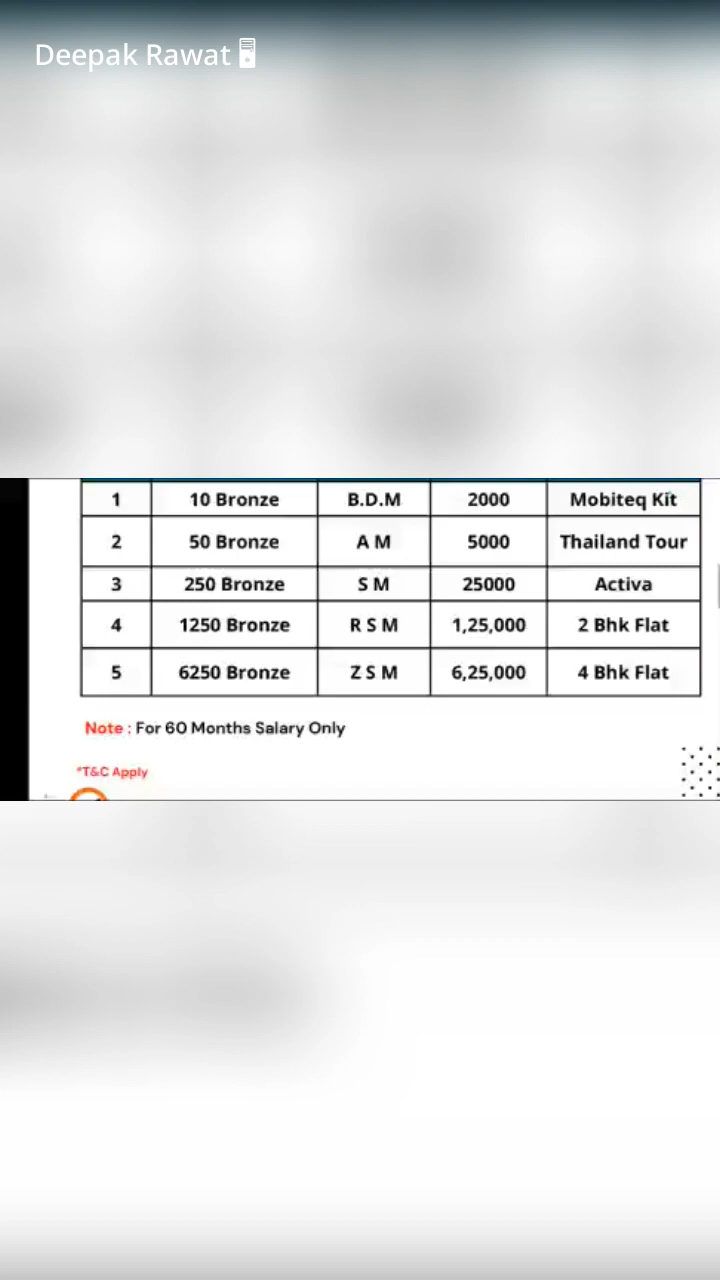 Deepak Rawat
1 10 Bronze B.D.M 2000 Mobiteq Kit
2 50 Bronze A M 5000 Thailand Tour
3 250 Bronze S M 25000 Activa
4 1250 Bronze R S M 1,25,000 2 Bhk Flat
5 6250 Bronze Z S M 6,25,000 4 Bhk Flat
Note : For 60 Months Salary Only
*T&C Apply